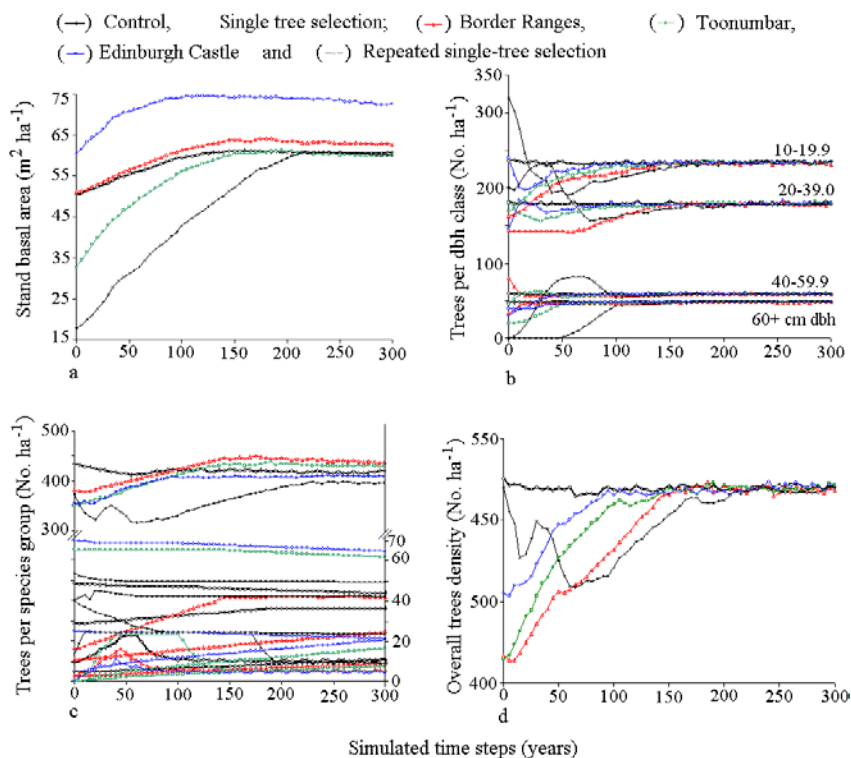 (—) Control, Single tree selection; (—) Border Ranges, (—) Toonumbar,
(—) Edinburgh Castle and (—) Repeated single-tree selection
Stand basal area (m² ha⁻¹)
75
65
55
45
35
25
15
0 50 100 150 200 250 300
a
Trees per dbh class (No. ha⁻¹)
350
300
200
100
50
0
0 50 100 150 200 250 300
10-19.9
20-39.0
40-59.9
60+ cm dbh
b
Trees per species group (No. ha⁻¹)
450
400
350
300
70
60
40
20
0
0 50 100 150 200 250 300
c
Overall trees density (No. ha⁻¹)
550
450
500
400
0 50 100 150 200 250 300
d
Simulated time steps (years)